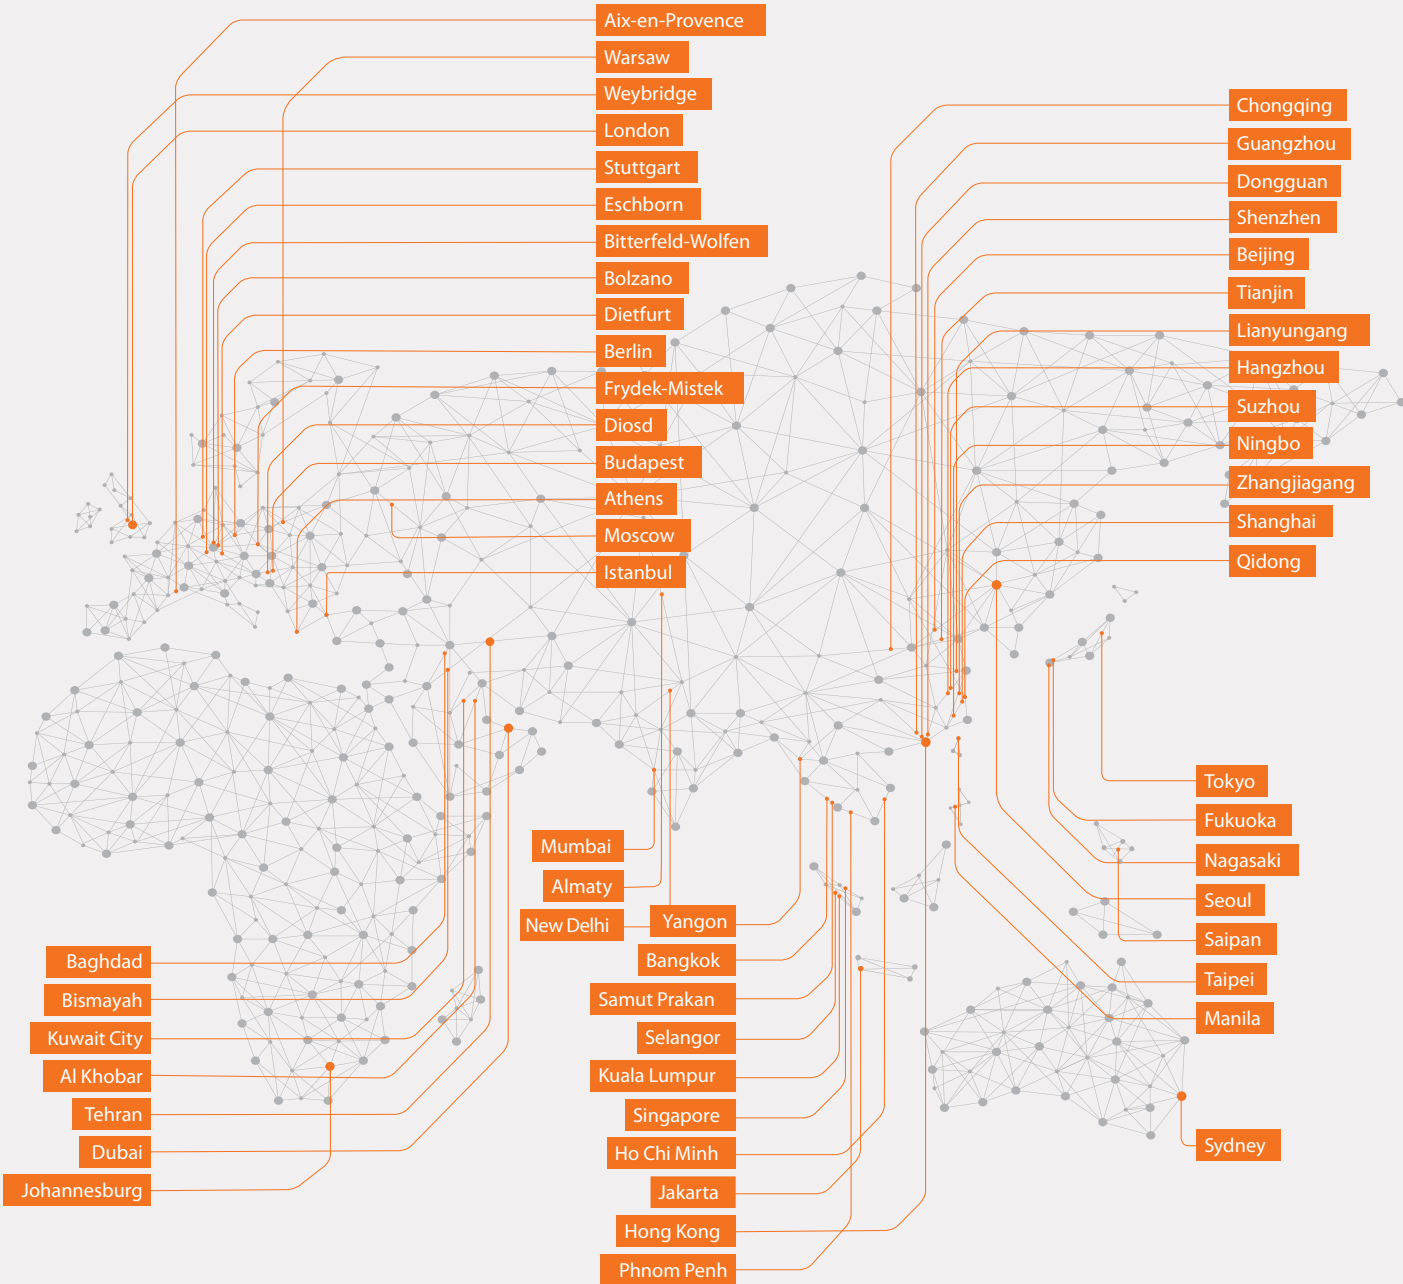 Aix-en-Provence
Warsaw
Weybridge
London
Stuttgart
Eschborn
Bitterfeld-Wolfen
Bolzano
Dietfurt
Berlin
Frydek-Mistek
Diosd
Budapest
Athens
Moscow
Istanbul
Chongqing
Guangzhou
Dongguan
Shenzhen
Beijing
Tianjin
Lianyungang
Hangzhou
Suzhou
Ningbo
Zhangjiagang
Shanghai
Qidong
Tokyo
Fukuoka
Nagasaki
Seoul
Saipan
Taipei
Manila
Sydney
Mumbai
Almaty
New Delhi
Yangon
Bangkok
Samut Prakan
Selangor
Kuala Lumpur
Singapore
Ho Chi Minh
Jakarta
Hong Kong
Phnom Penh
Baghdad
Bismayah
Kuwait City
Al Khobar
Tehran
Dubai
Johannesburg